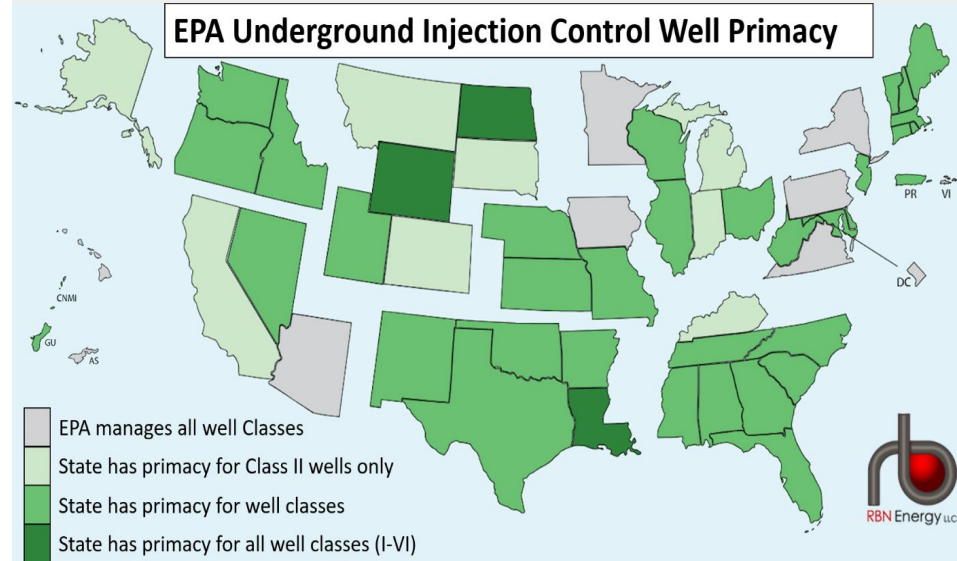 EPA Underground Injection Control Well Primacy
PR
VI
DC
CNMI
GU
AS
EPA manages all well Classes
State has primacy for Class II wells only
State has primacy for well classes
State has primacy for all well classes (I-VI)
RBN Energy LLC